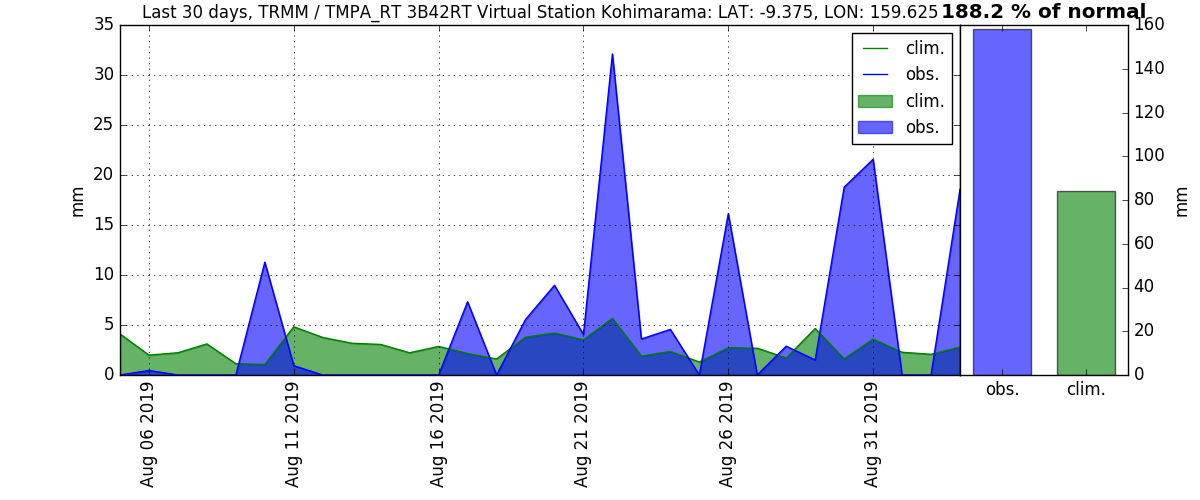 Last 30 days, TRMM / TMPA_RT 3B42RT Virtual Station Kohimarama: LAT: -9.375, LON: 159.625
188.2 % of normal
35
30
25
20
15
10
5
0
mm
clim.
obs.
clim.
obs.
Aug 06 2019
Aug 11 2019
Aug 16 2019
Aug 21 2019
Aug 26 2019
Aug 31 2019
160
140
120
100
80
60
40
20
0
mm
obs.
clim.